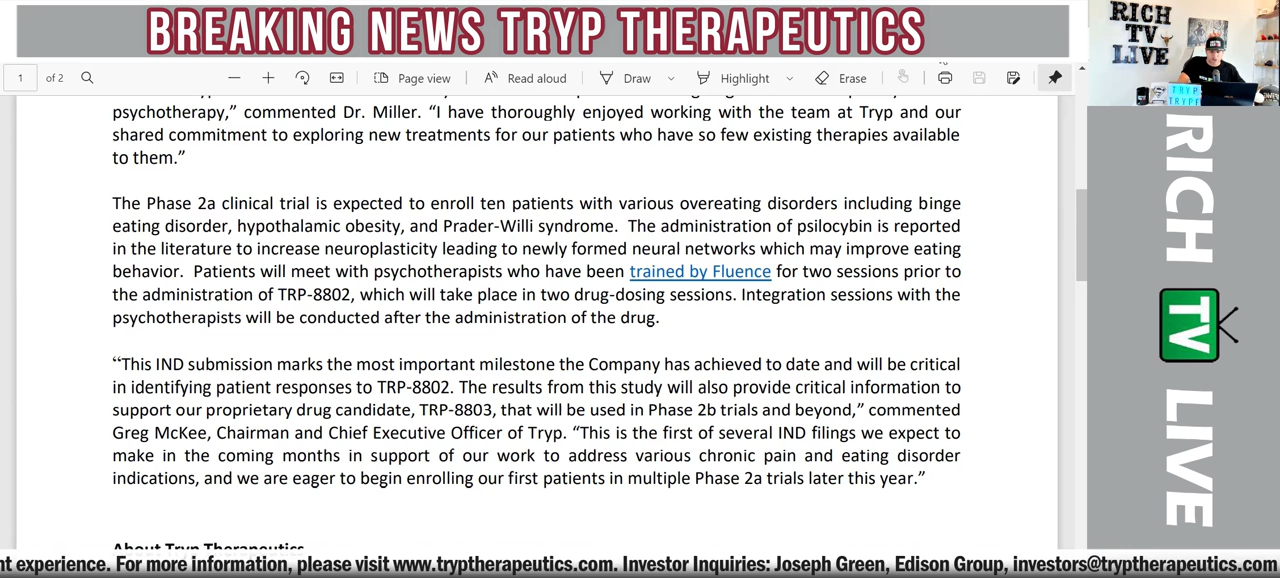 BREAKING NEWS TRYP THERAPEUTICS
RICH
TV
LIVE
1 of 2
Page view
Read aloud
Draw
Highlight
Erase
TRYP
TRYPF
psychotherapy,” commented Dr. Miller. “I have thoroughly enjoyed working with the team at Tryp and our
shared commitment to exploring new treatments for our patients who have so few existing therapies available
to them.”
The Phase 2a clinical trial is expected to enroll ten patients with various overeating disorders including binge
eating disorder, hypothalamic obesity, and Prader-Willi syndrome. The administration of psilocybin is reported
in the literature to increase neuroplasticity leading to newly formed neural networks which may improve eating
behavior. Patients will meet with psychotherapists who have been trained by Fluence for two sessions prior to
the administration of TRP-8802, which will take place in two drug-dosing sessions. Integration sessions with the
psychotherapists will be conducted after the administration of the drug.
“This IND submission marks the most important milestone the Company has achieved to date and will be critical
in identifying patient responses to TRP-8802. The results from this study will also provide critical information to
support our proprietary drug candidate, TRP-8803, that will be used in Phase 2b trials and beyond,” commented
Greg McKee, Chairman and Chief Executive Officer of Tryp. “This is the first of several IND filings we expect to
make in the coming months in support of our work to address various chronic pain and eating disorder
indications, and we are eager to begin enrolling our first patients in multiple Phase 2a trials later this year.”
About Tryp Therapeutics
RICH
TV
LIVE
nt experience. For more information, please visit www.tryptherapeutics.com. Investor Inquiries: Joseph Green, Edison Group, investors@tryptherapeutics.com